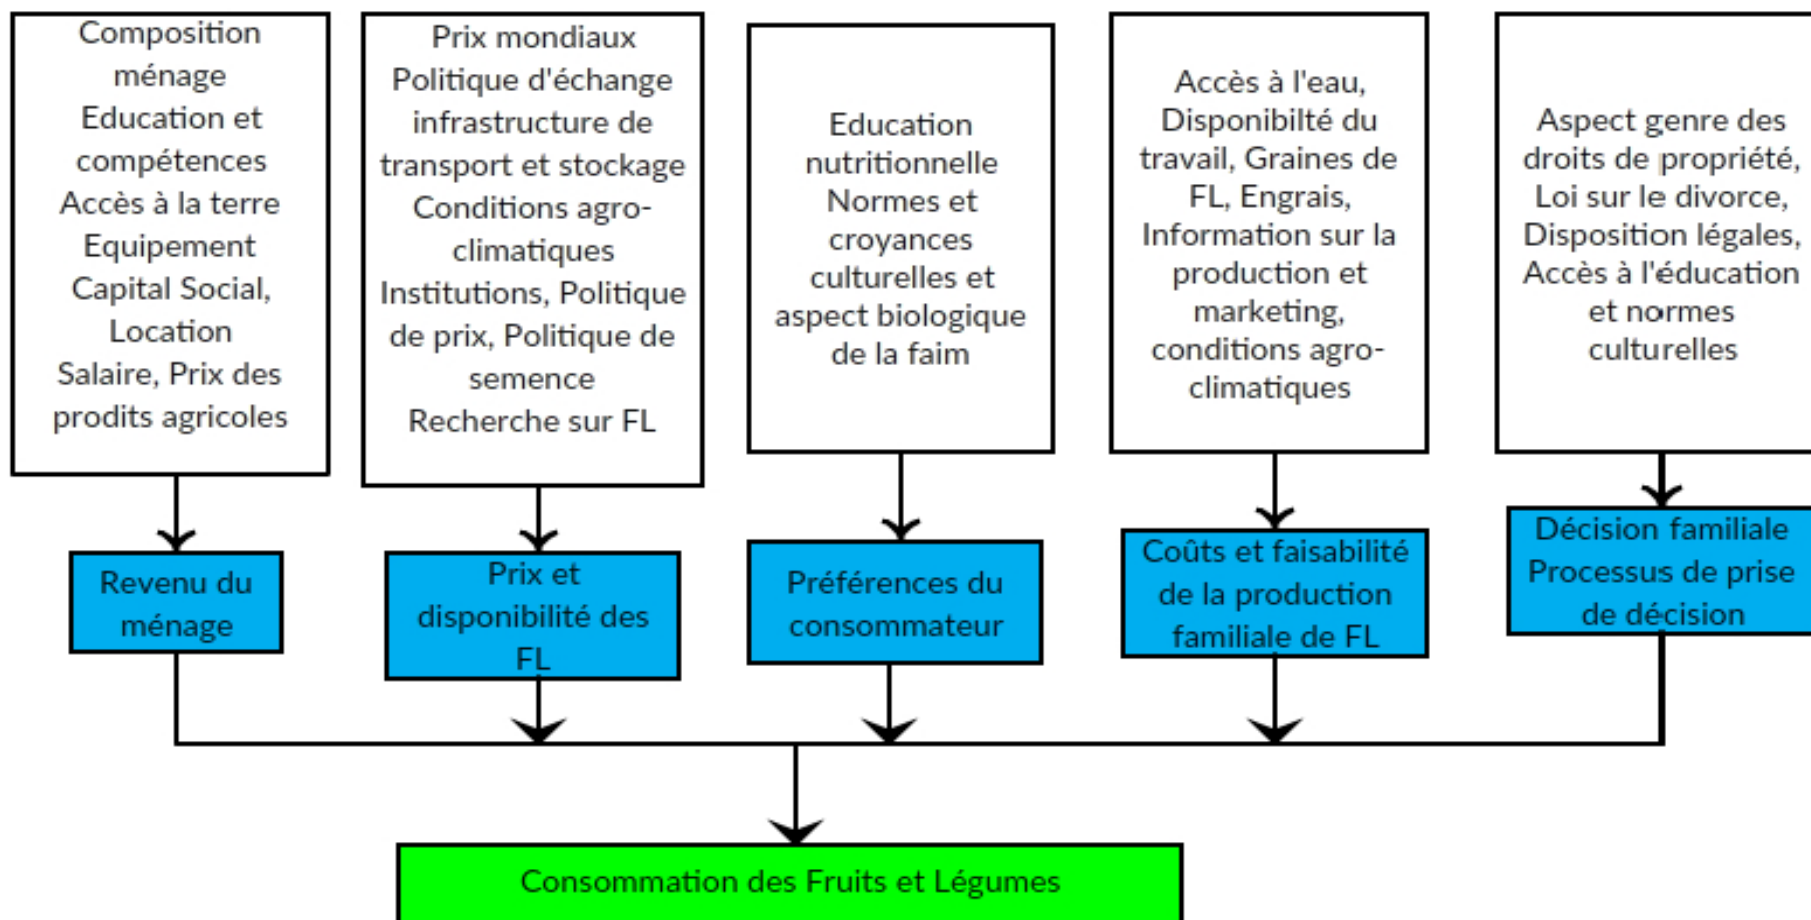 Composition
ménage
Education et
compétences
Accès à la terre
Equipement
Capital Social,
Location
Salaire, Prix des
prodits agricoles
Prix mondiaux
Politique d'échange
infrastructure de
transport et stockage
Conditions agro-
climatiques
Institutions, Politique
de prix, Politique de
semence
Recherche sur FL
Education
nutritionnelle
Normes et
croyances
culturelles et
aspect biologique
de la faim
Accès à l'eau,
Disponibilté du
travail, Graines de
FL, Engrais,
Information sur la
production et
marketing,
conditions agro-
climatiques
Aspect genre des
droits de propriété,
Loi sur le divorce,
Disposition légales,
Accès à l'éducation
et normes
culturelles
Revenu du
ménage
Prix et
disponibilité des
FL
Préférences du
consommateur
Coûts et faisabilité
de la production
familiale de FL
Décision familiale
Processus de prise
de décision
Consommation des Fruits et Légumes